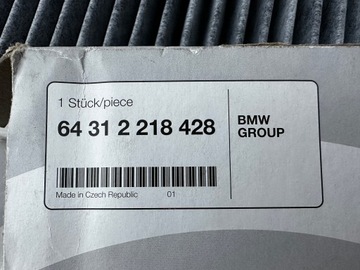 1 Stück/piece
64 31 2 218 428
BMW
GROUP
Made in Czech Republic 01